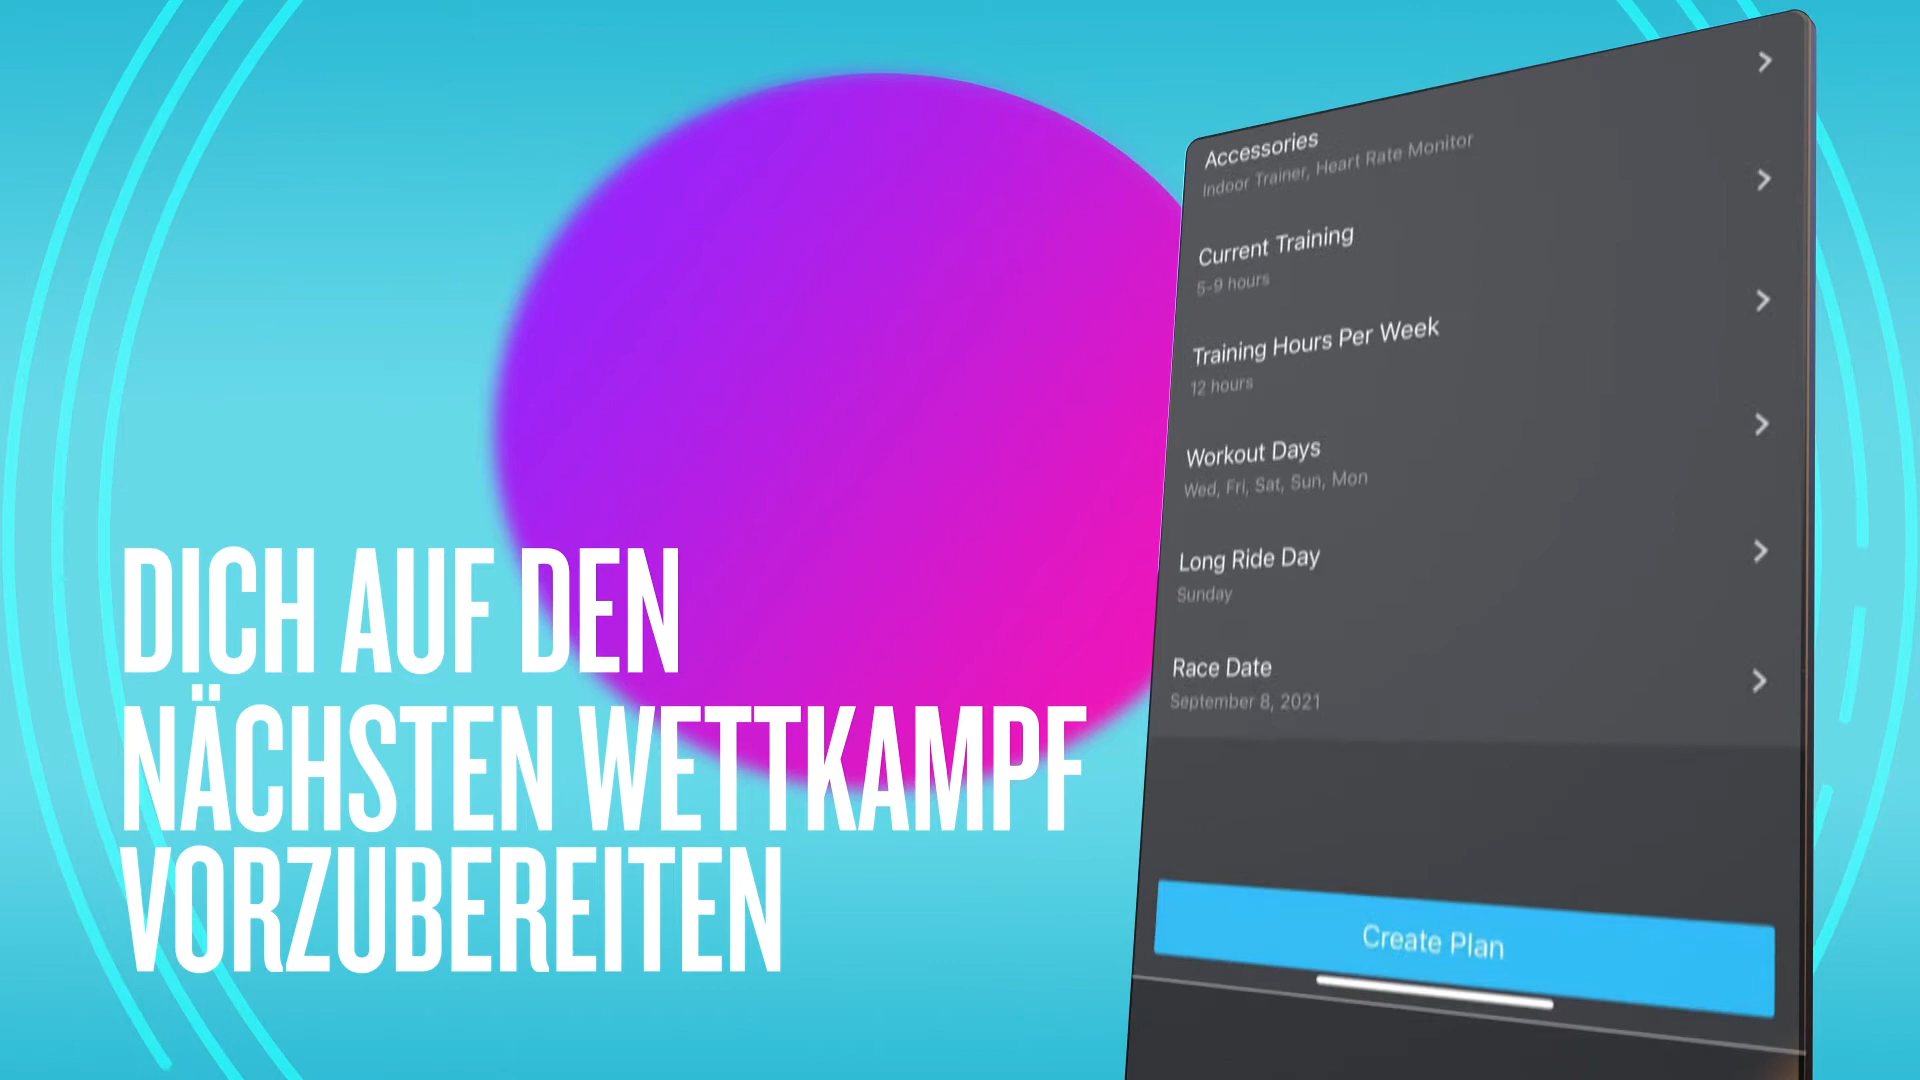 DICH AUF DEN
NÄCHSTEN WETTKAMPF
VORZUBEREITEN
Accessories
Indoor Trainer, Heart Rate Monitor
Current Training
5-9 hours
Training Hours Per Week
12 hours
Workout Days
Wed, Fri, Sat, Sun, Mon
Long Ride Day
Sunday
Race Date
September 8, 2021
Create Plan